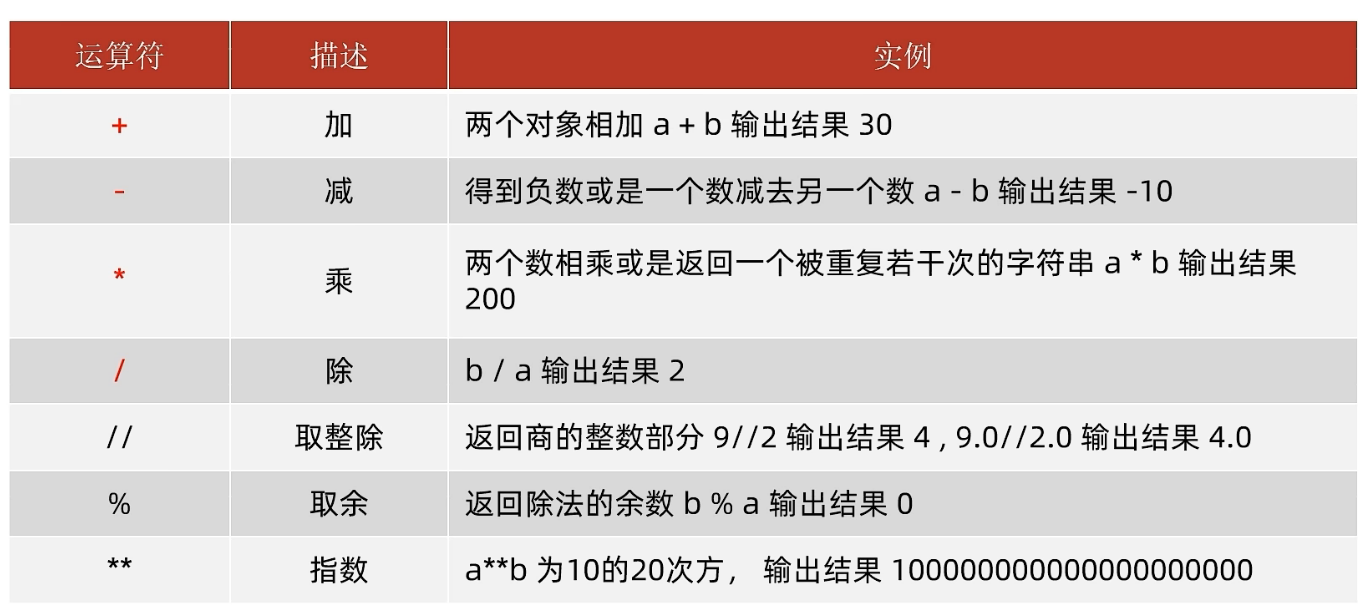 运算符 描述 实例
+ 加 两个对象相加 a + b 输出结果 30
- 减 得到负数或是一个数减去另一个数 a - b 输出结果 -10
* 乘 两个数相乘或是返回一个被重复若干次的字符串 a * b 输出结果
200
/ 除 b / a 输出结果 2
// 取整除 返回商的整数部分 9//2 输出结果 4 , 9.0//2.0 输出结果 4.0
% 取余 返回除法的余数 b % a 输出结果 0
** 指数 a**b 为10的20次方， 输出结果 100000000000000000000